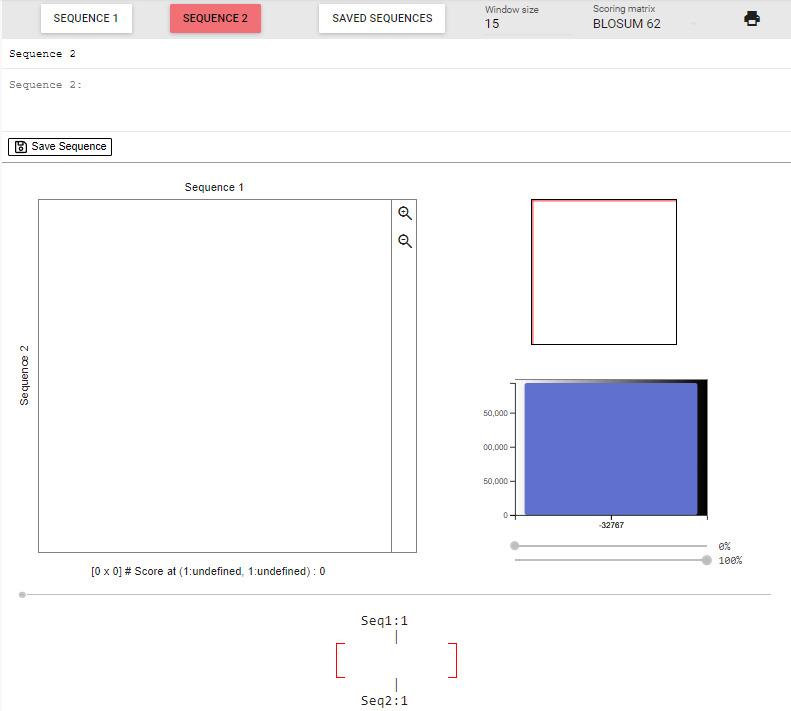 SEQUENCE 1 SEQUENCE 2 SAVED SEQUENCES Window size 15 Scoring matrix BLOSUM 62
Sequence 2
Sequence 2:
Save Sequence
Sequence 1
Sequence 2
50,000
00,000
50,000
0
-32767
0%
100%
[0 x 0] # Score at (1:undefined, 1:undefined) : 0
Seq1:1
Seq2:1